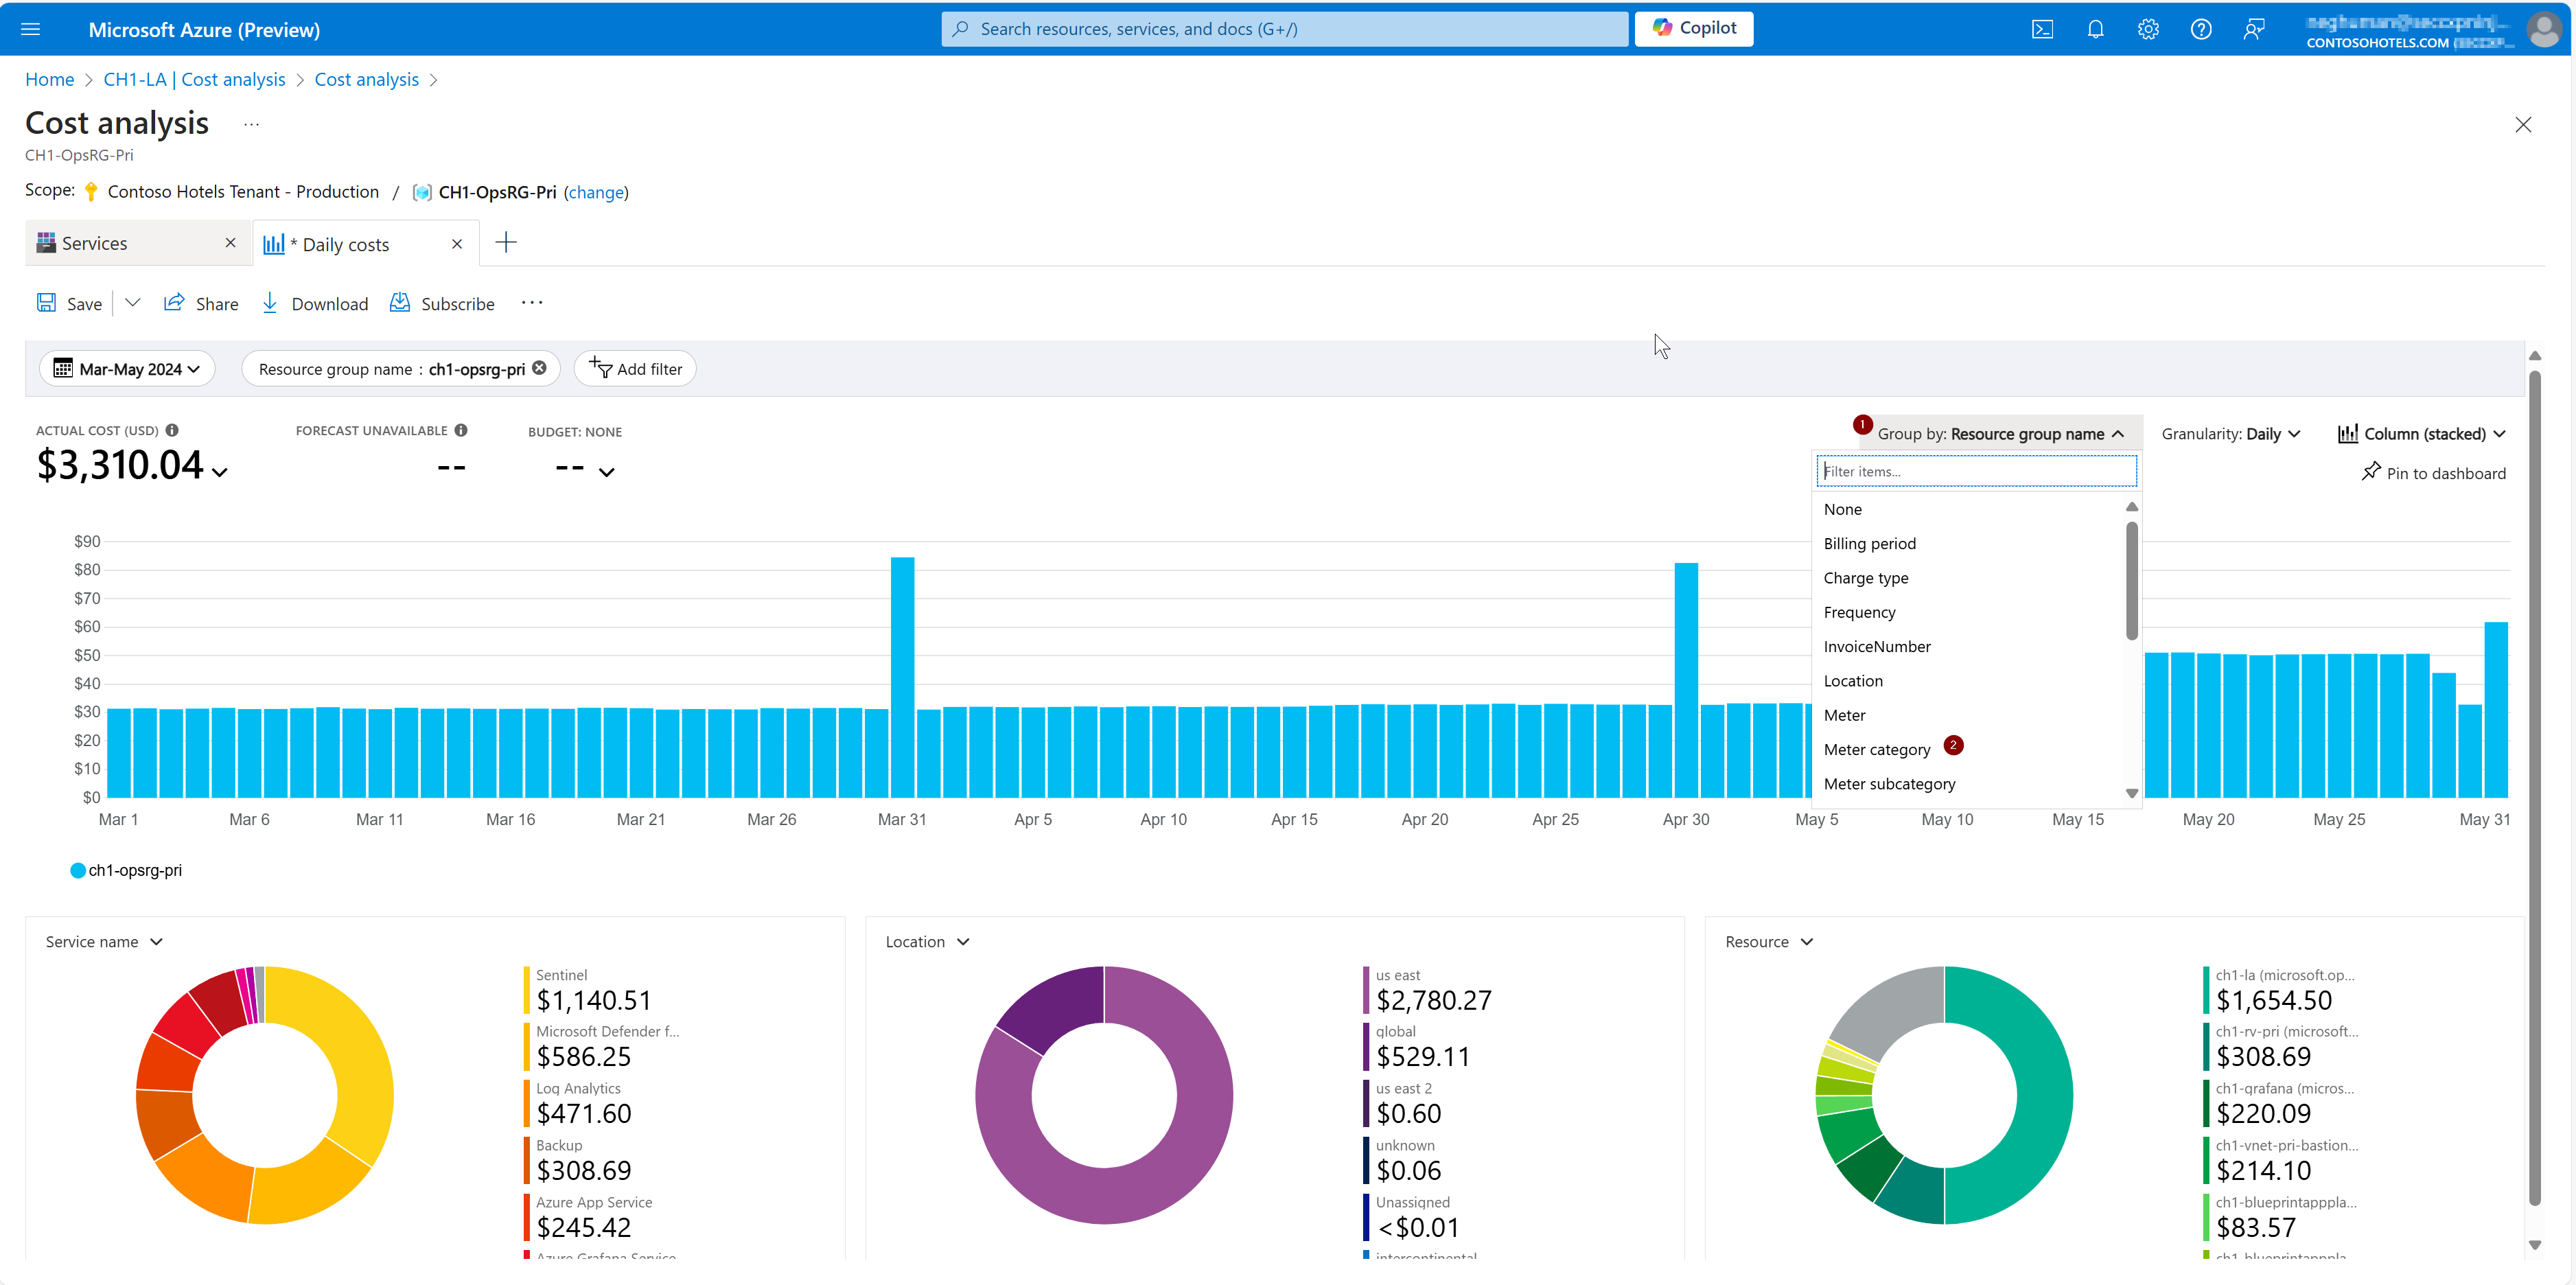 Microsoft Azure (Preview)
Search resources, services, and docs (G+/)
Copilot
CONTOSOHOTELS.COM
Home > CH1-LA | Cost analysis > Cost analysis >
Cost analysis ...
CH1-OpsRG-Pri
Scope: Contoso Hotels Tenant - Production / CH1-OpsRG-Pri (change)
Services
* Daily costs
Save
Share
Download
Subscribe
...
Mar-May 2024
Resource group name : ch1-opsrg-pri
Add filter
ACTUAL COST (USD)
$3,310.04
FORECAST UNAVAILABLE
--
BUDGET: NONE
--
1
Group by: Resource group name
Granularity: Daily
Column (stacked)
Pin to dashboard
Filter items...
None
Billing period
Charge type
Frequency
InvoiceNumber
Location
Meter
Meter category 2
Meter subcategory
$90
$80
$70
$60
$50
$40
$30
$20
$10
$0
Mar 1 Mar 6 Mar 11 Mar 16 Mar 21 Mar 26 Mar 31 Apr 5 Apr 10 Apr 15 Apr 20 Apr 25 Apr 30 May 5 May 10 May 15 May 20 May 25 May 31
ch1-opsrg-pri
Service name
Sentinel
$1,140.51
Microsoft Defender f...
$586.25
Log Analytics
$471.60
Backup
$308.69
Azure App Service
$245.42
Azure Grafana Service
Location
us east
$2,780.27
global
$529.11
us east 2
$0.60
unknown
$0.06
Unassigned
<$0.01
intercontinental
Resource
ch1-la (microsoft.op...
$1,654.50
ch1-rv-pri (microsoft...
$308.69
ch1-grafana (micros...
$220.09
ch1-vnet-pri-bastion...
$214.10
ch1-blueprintapppla...
$83.57
ch1-blueprintapppla...